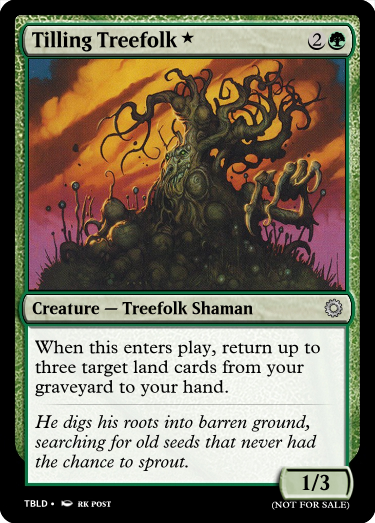 Tilling Treefolk ★ 2
Creature — Treefolk Shaman
When this enters play, return up to
three target land cards from your
graveyard to your hand.
He digs his roots into barren ground,
searching for old seeds that never had
the chance to sprout.
1/3
TBLD • RK POST (NOT FOR SALE)